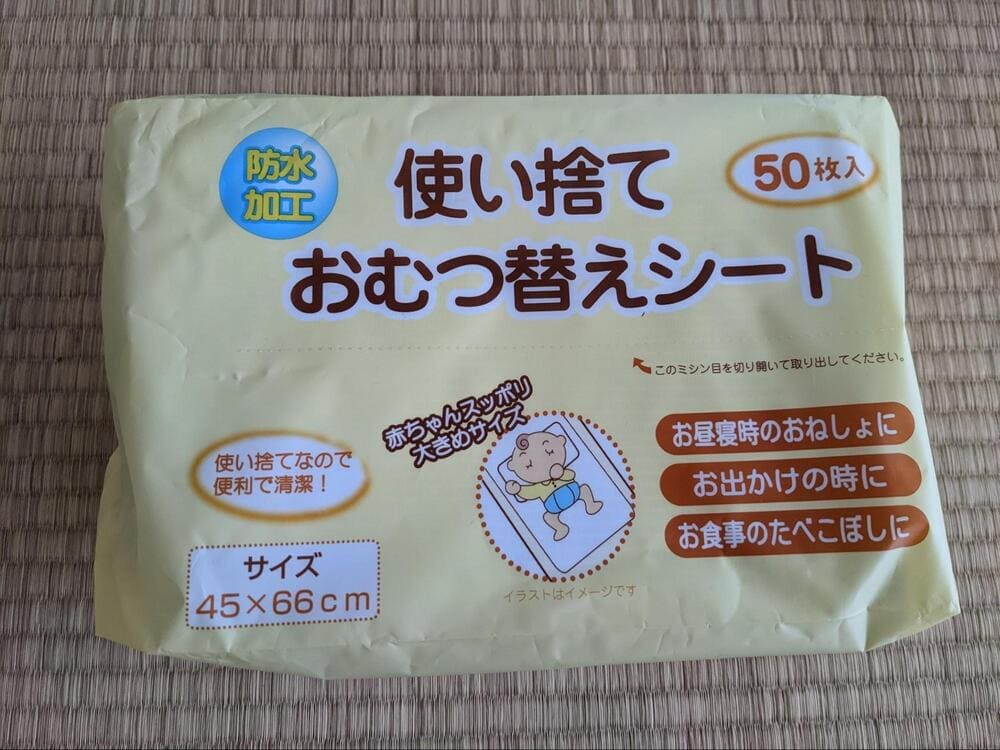 防水
加工
使い捨て
おむつ替えシート
50枚入
このミシン目を切り開いて取り出してください。
赤ちゃんスッポリ
大きめサイズ
使い捨てなので
便利で清潔！
お昼寝時のおねしょに
お出かけの時に
お食事のたべこぼしに
サイズ
45×66cm
イラストはイメージです